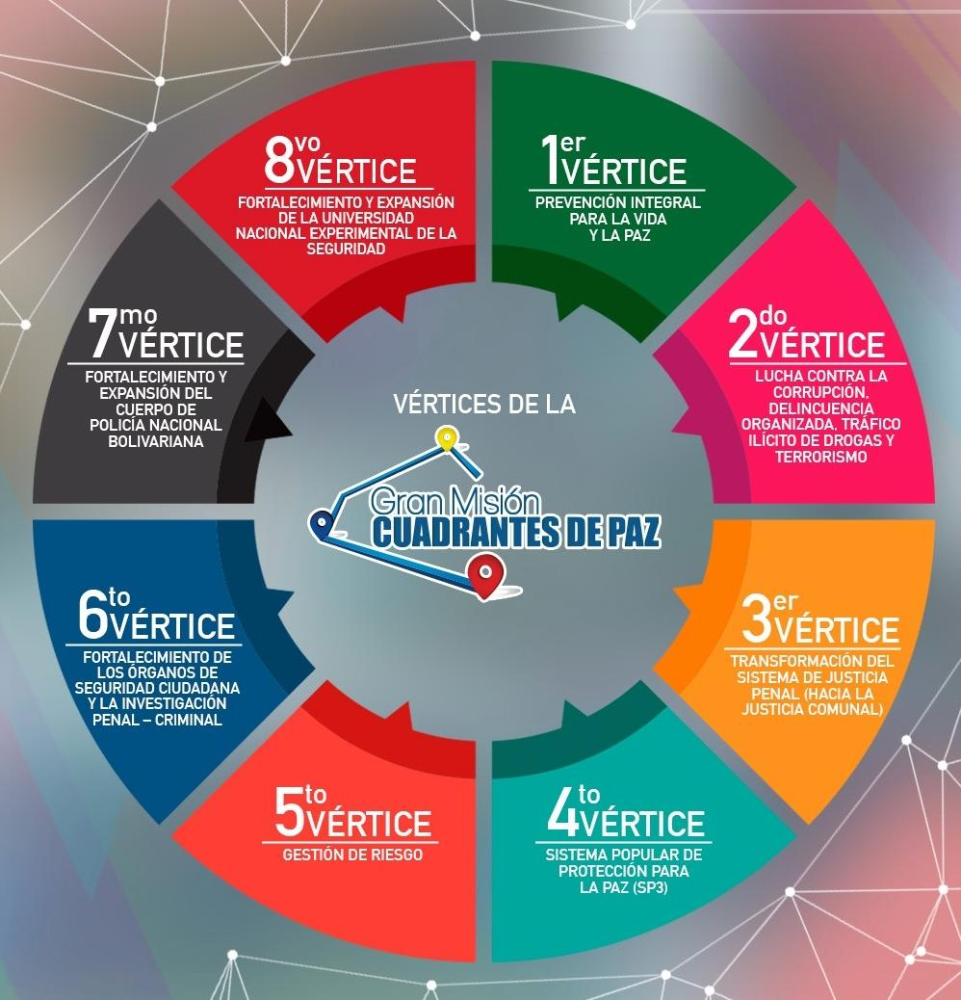 VÉRTICES DE LA
Gran Misión
CUADRANTES DE PAZ
1er VÉRTICE
PREVENCIÓN INTEGRAL
PARA LA VIDA
Y LA PAZ
2do VÉRTICE
LUCHA CONTRA LA
CORRUPCIÓN,
DELINCUENCIA
ORGANIZADA, TRÁFICO
ILÍCITO DE DROGAS Y
TERRORISMO
3er VÉRTICE
TRANSFORMACIÓN DEL
SISTEMA DE JUSTICIA
PENAL (HACIA LA
JUSTICIA COMUNAL)
4to VÉRTICE
SISTEMA POPULAR DE
PROTECCIÓN PARA
LA PAZ (SP3)
5to VÉRTICE
GESTIÓN DE RIESGO
6to VÉRTICE
FORTALECIMIENTO DE
LOS ÓRGANOS DE
SEGURIDAD CIUDADANA
Y LA INVESTIGACIÓN
PENAL – CRIMINAL
7mo VÉRTICE
FORTALECIMIENTO Y
EXPANSIÓN DEL
CUERPO DE
POLICÍA NACIONAL
BOLIVARIANA
8vo VÉRTICE
FORTALECIMIENTO Y EXPANSIÓN
DE LA UNIVERSIDAD
NACIONAL EXPERIMENTAL DE LA
SEGURIDAD